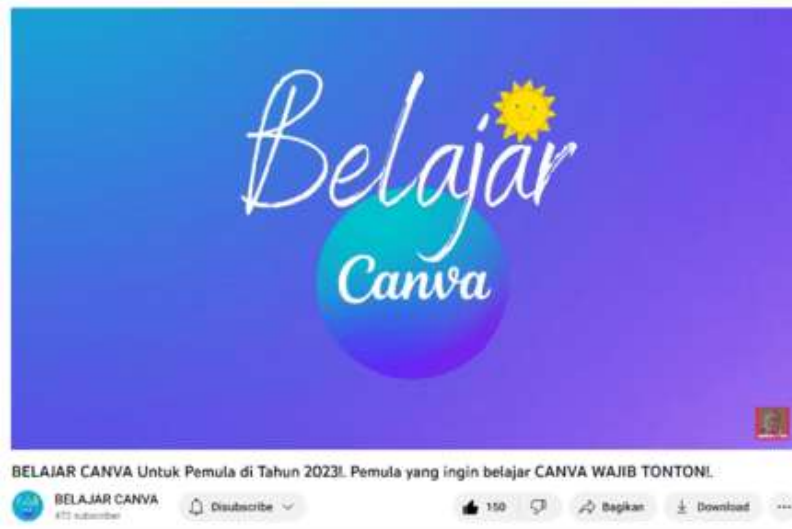 Belajar
Canva
BELAJAR CANVA Untuk Pemula di Tahun 2023!. Pemula yang ingin belajar CANVA WAJIB TONTON!.
BELAJAR CANVA
Disubscribe
150
Bagikan
Download
subscriber